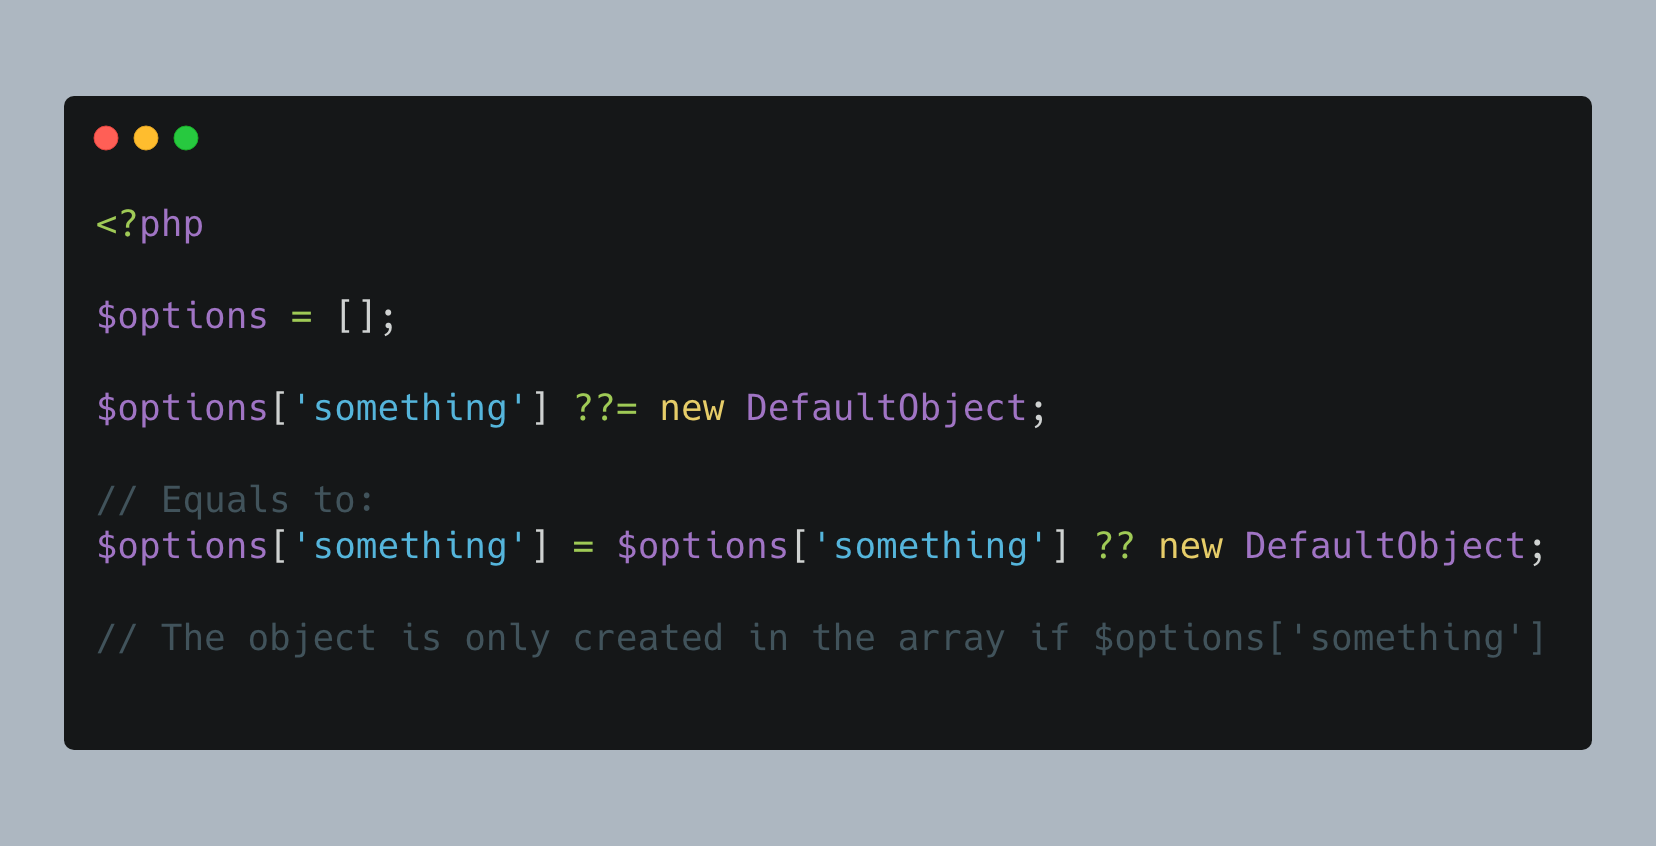 <?php
$options = [];
$options['something'] ??= new DefaultObject;
// Equals to:
$options['something'] = $options['something'] ?? new DefaultObject;
// The object is only created in the array if $options['something']